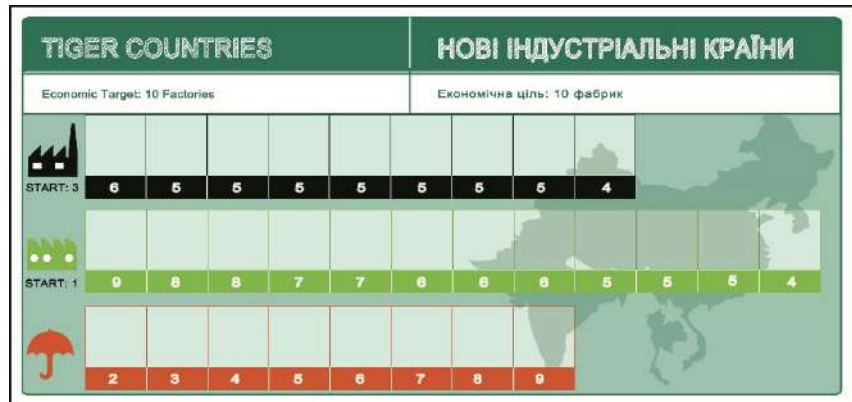 TIGER COUNTRIES
НОВІ ІНДУСТРІАЛЬНІ КРАЇНИ
Economic Target: 10 Factories
Економічна ціль: 10 фабрик
START: 3
6 5 5 5 5 5 5 5 4
START: 1
9 8 8 7 7 6 6 6 5 5 5 4
2 3 4 5 6 7 8 9